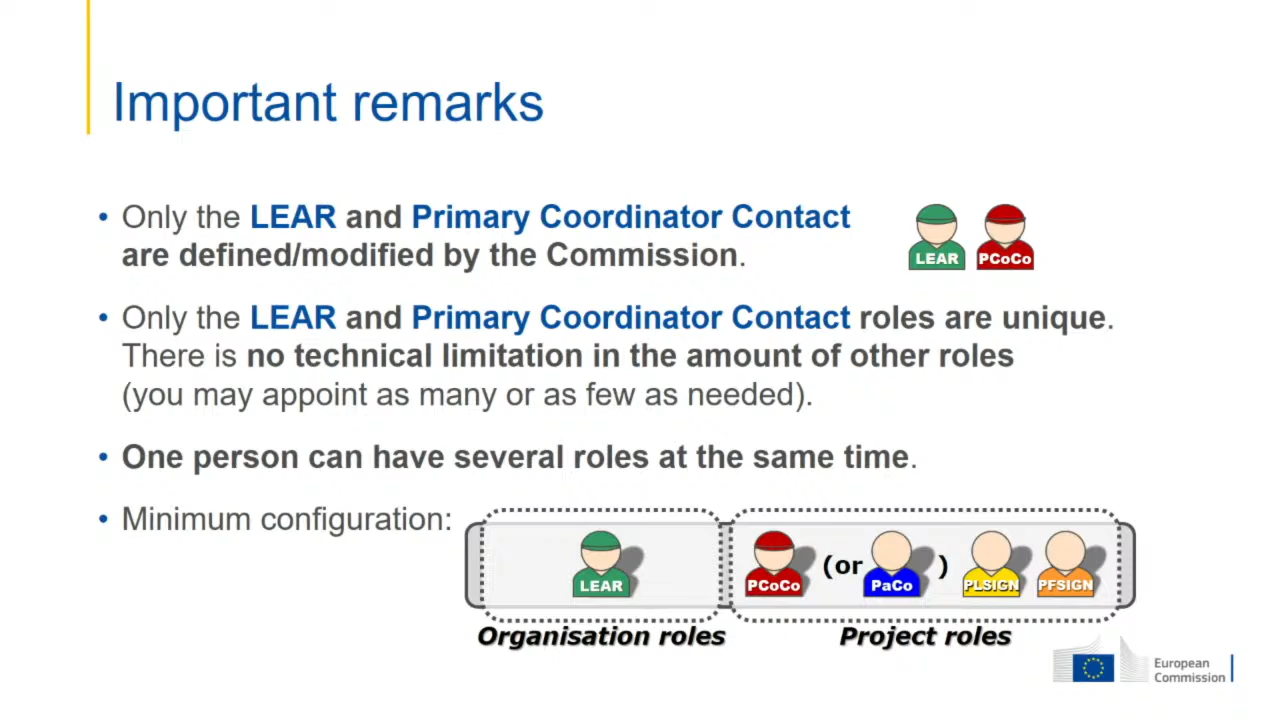 Important remarks
• Only the LEAR and Primary Coordinator Contact
are defined/modified by the Commission.
LEAR PCoCo
• Only the LEAR and Primary Coordinator Contact roles are unique.
There is no technical limitation in the amount of other roles
(you may appoint as many or as few as needed).
• One person can have several roles at the same time.
• Minimum configuration:
LEAR PCoCo (or PaCo ) PLSIGN PFSIGN
Organisation roles Project roles
European
Commission